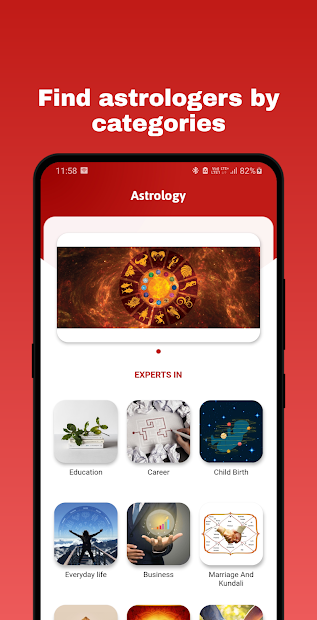 Find astrologers by
categories
11:58
82%
Astrology
EXPERTS IN
Education
Career
Child Birth
Everyday life
Business
Marriage And
Kundali